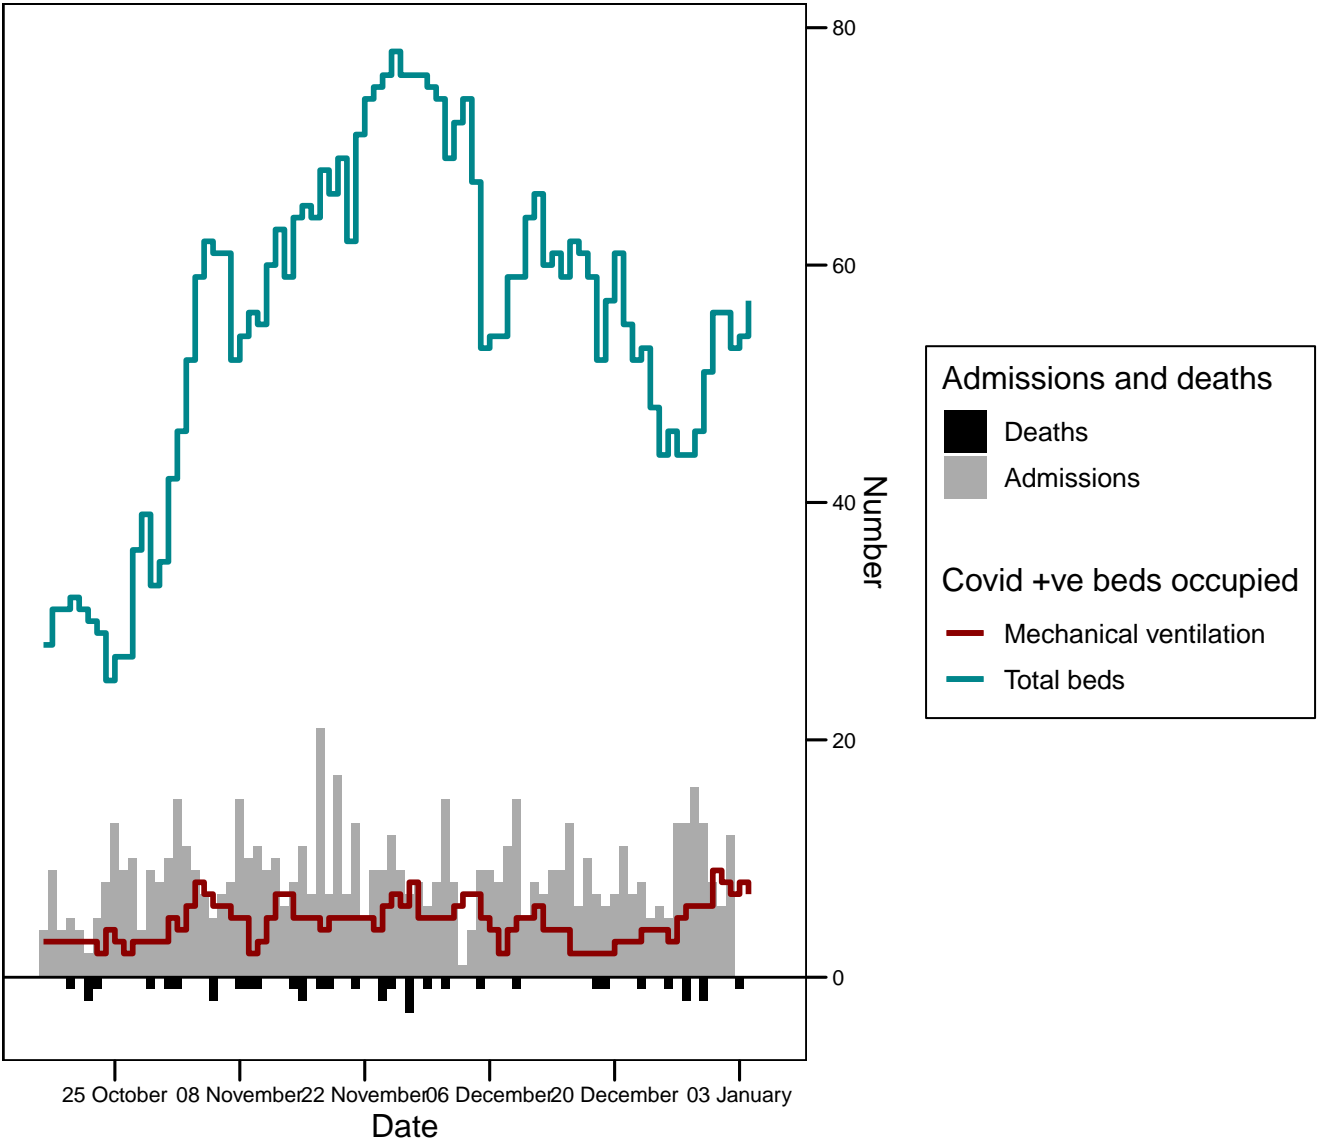 80
60
40
20
0
Number
25 October 08 November 22 November 06 December 20 December 03 January
Date
Admissions and deaths
Deaths
Admissions
Covid +ve beds occupied
Mechanical ventilation
Total beds